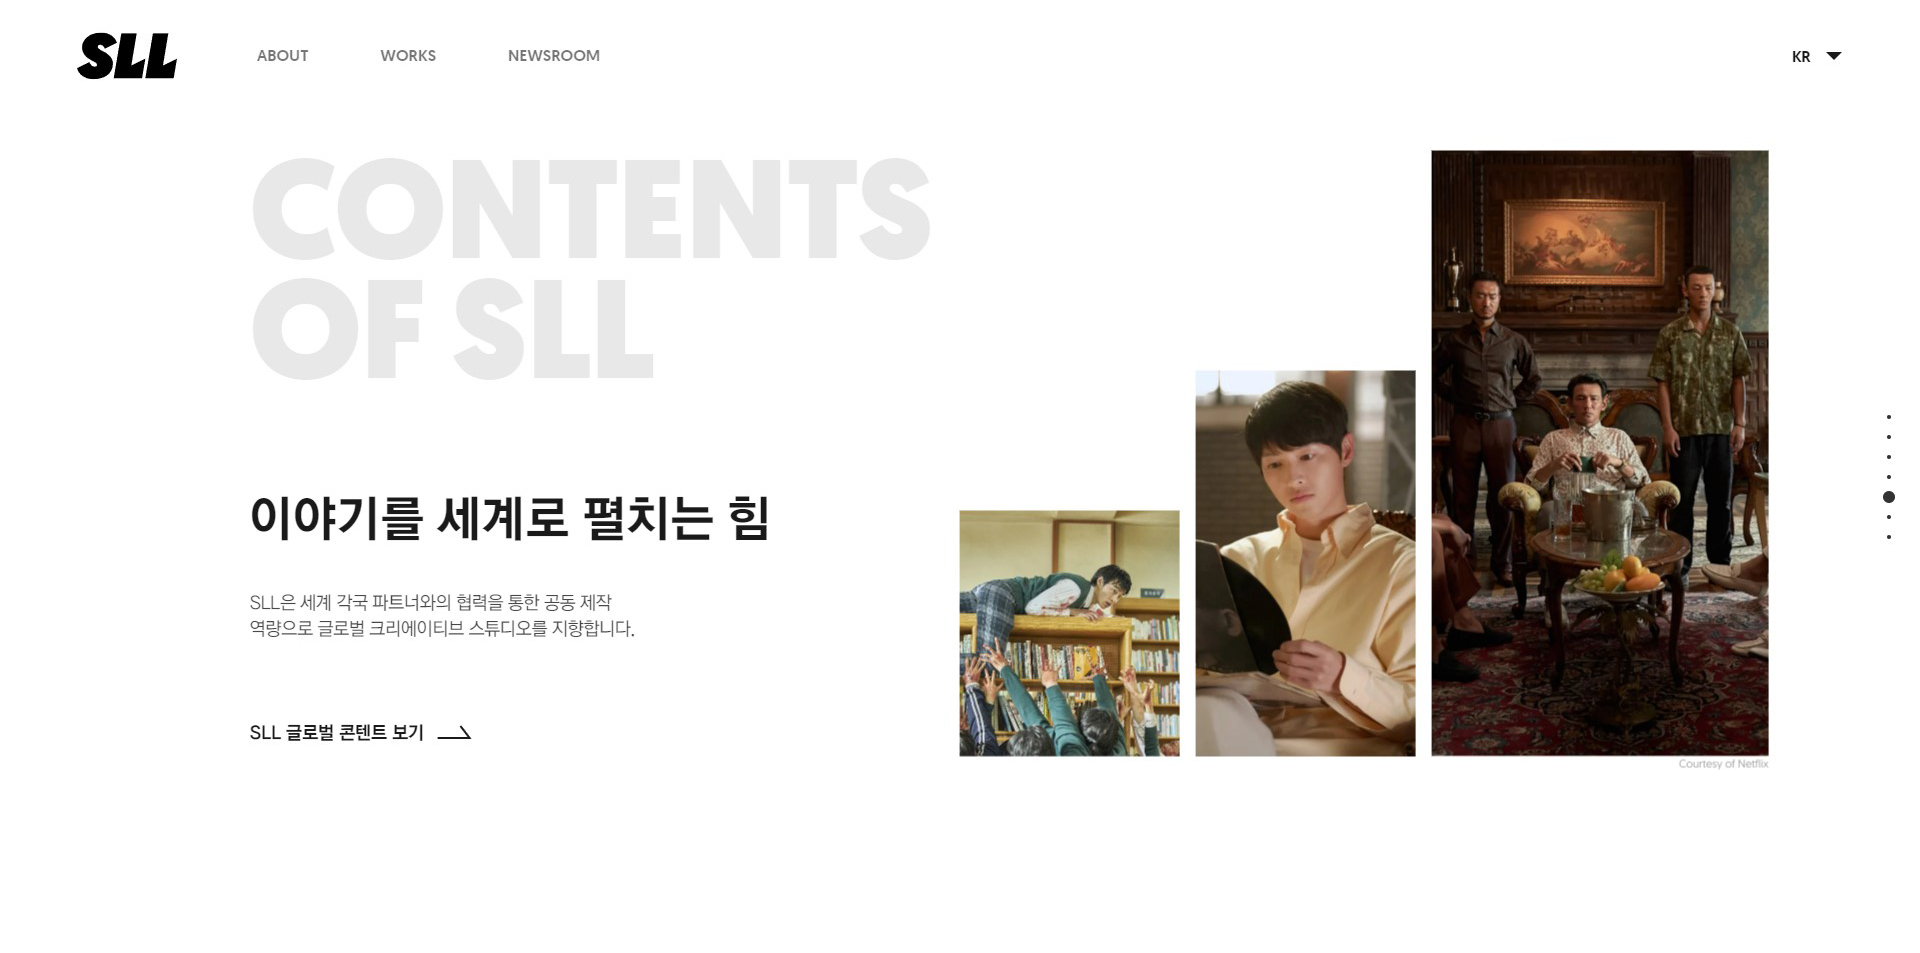 SLL
ABOUT
WORKS
NEWSROOM
KR
CONTENTS
OF SLL
이야기를 세계로 펼치는 힘
SLL은 세계 각국 파트너와의 협력을 통한 공동 제작
역량으로 글로벌 크리에이티브 스튜디오를 지향합니다.
SLL 글로벌 콘텐트 보기
Courtesy of Netflix